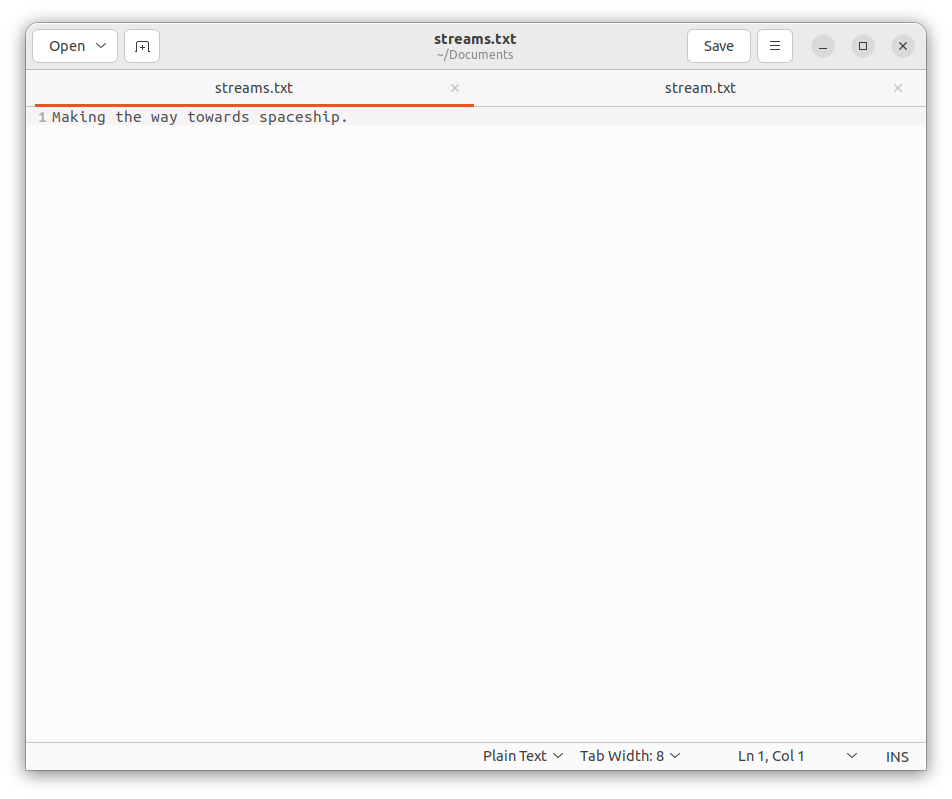 Open
streams.txt
~/Documents
Save
streams.txt
stream.txt
1 Making the way towards spaceship.
Plain Text
Tab Width: 8
Ln 1, Col 1
INS